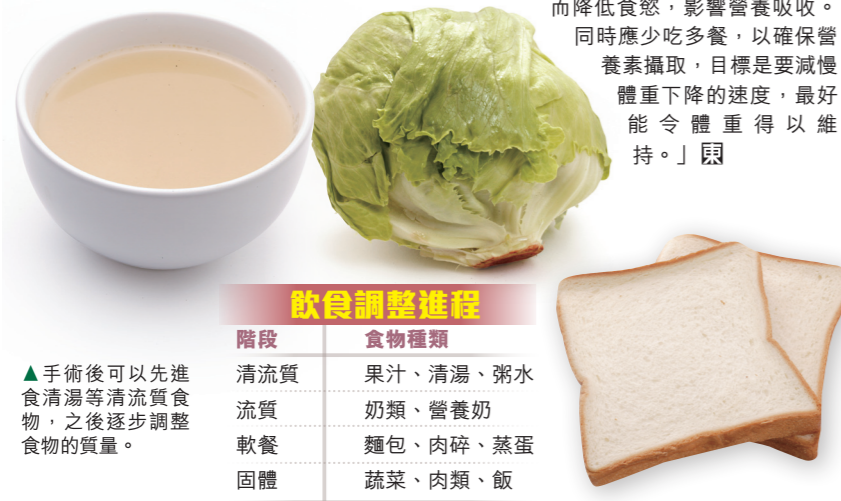 而降低食慾，影響營養吸收。
同時應少吃多餐，以確保營
養素攝取，目標是要減慢
體重下降的速度，最好
能令體重得以維
持。」東
飲食調整進程
階段 食物種類
清流質 果汁、清湯、粥水
流質 奶類、營養奶
軟餐 麵包、肉碎、蒸蛋
固體 蔬菜、肉類、飯
▲手術後可以先進
食清湯等清流質食
物，之後逐步調整
食物的質量。